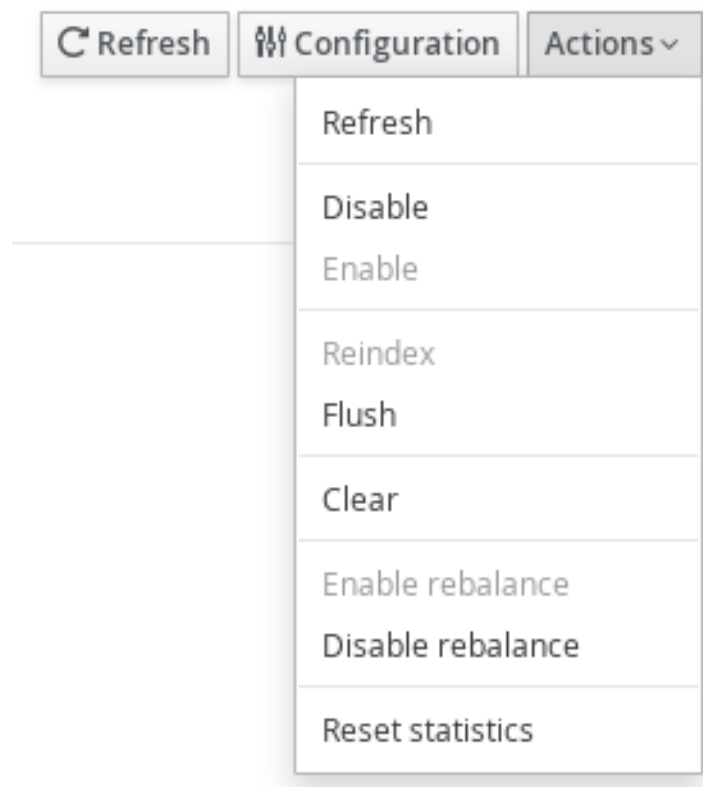 Refresh Configuration Actions
Refresh
Disable
Enable
Reindex
Flush
Clear
Enable rebalance
Disable rebalance
Reset statistics